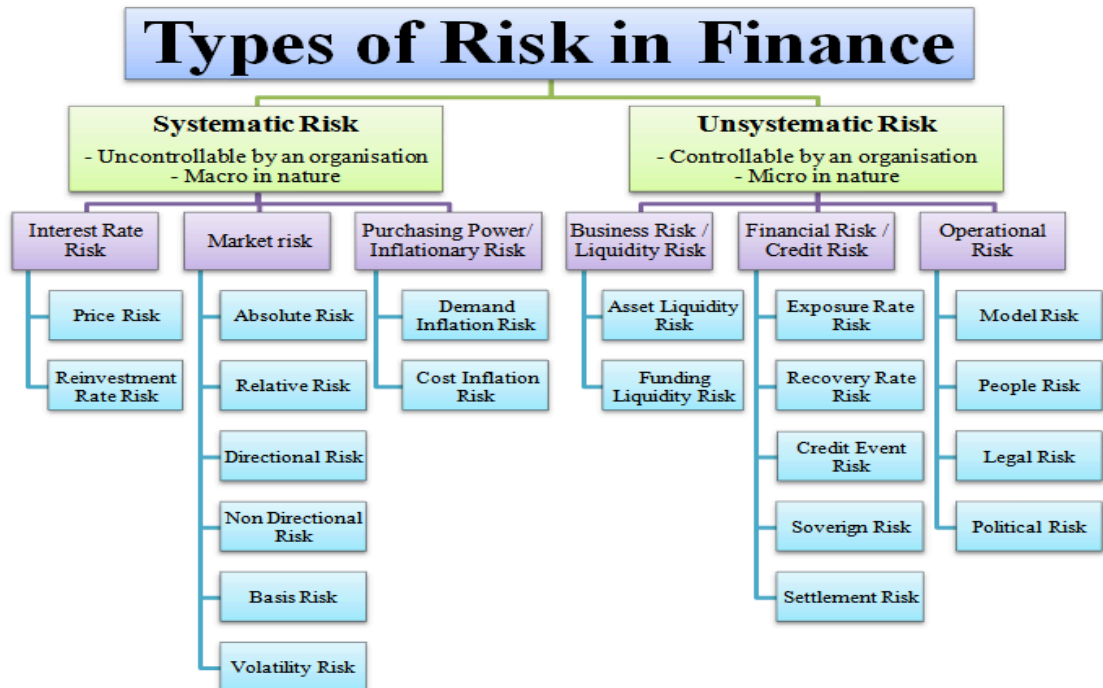 Types of Risk in Finance
Systematic Risk
- Uncontrollable by an organisation
- Macro in nature
Unsystematic Risk
- Controllable by an organisation
- Micro in nature
Interest Rate
Risk
Market risk
Purchasing Power/
Inflationary Risk
Business Risk /
Liquidity Risk
Financial Risk /
Credit Risk
Operational
Risk
Price Risk
Reinvestment
Rate Risk
Absolute Risk
Relative Risk
Directional Risk
Non Directional
Risk
Basis Risk
Volatility Risk
Demand
Inflation Risk
Cost Inflation
Risk
Asset Liquidity
Risk
Funding
Liquidity Risk
Exposure Rate
Risk
Recovery Rate
Risk
Credit Event
Risk
Soverign Risk
Settlement Risk
Model Risk
People Risk
Legal Risk
Political Risk